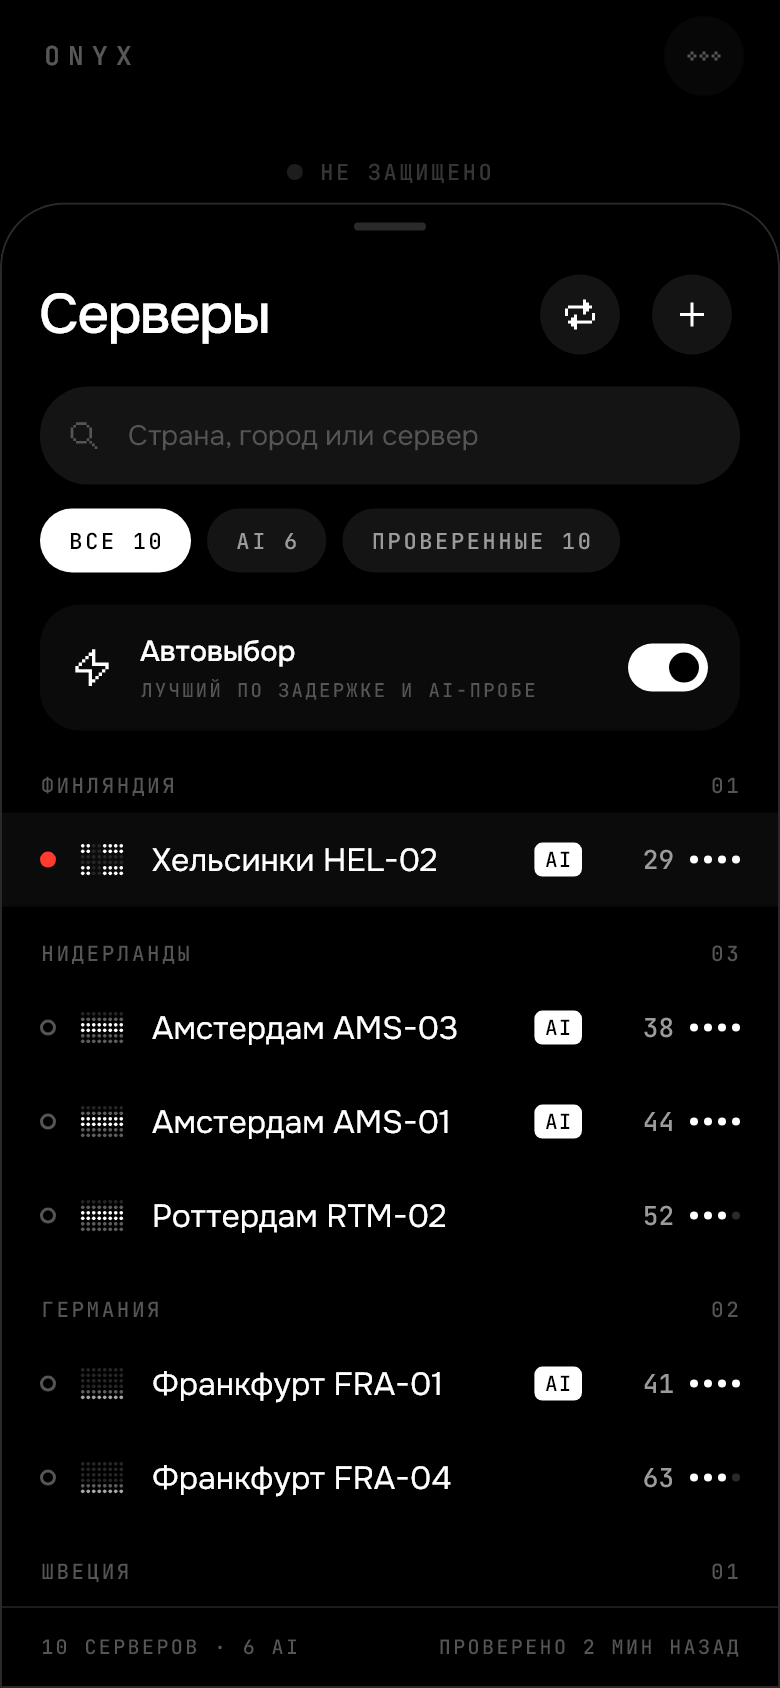 ONYX
НЕ ЗАЩИЩЕНО
Серверы
Страна, город или сервер
ВСЕ 10 AI 6 ПРОВЕРЕННЫЕ 10
Автовыбор
ЛУЧШИЙ ПО ЗАДЕРЖКЕ И AI-ПРОБЕ
ФИНЛЯНДИЯ 01
Хельсинки HEL-02 AI 29
НИДЕРЛАНДЫ 03
Амстердам AMS-03 AI 38
Амстердам AMS-01 AI 44
Роттердам RTM-02 52
ГЕРМАНИЯ 02
Франкфурт FRA-01 AI 41
Франкфурт FRA-04 63
ШВЕЦИЯ 01
10 СЕРВЕРОВ · 6 AI ПРОВЕРЕНО 2 МИН НАЗАД